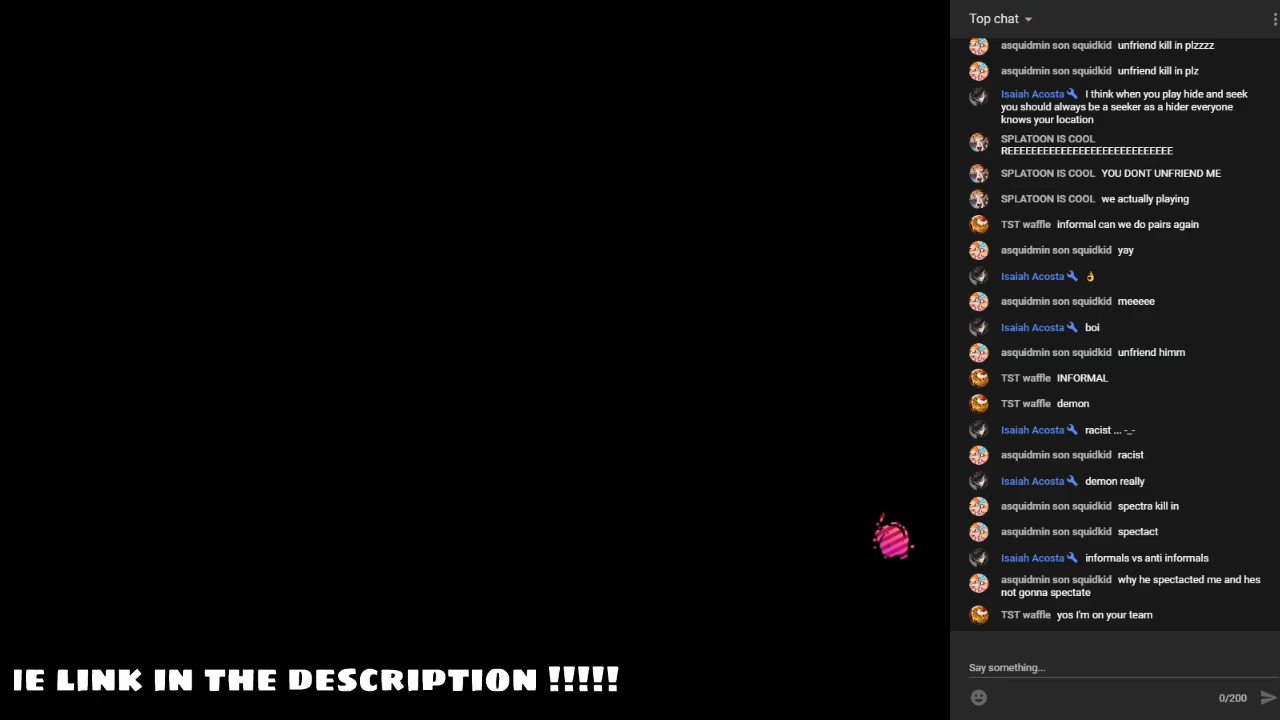 Top chat
asquidmin son squidkid unfriend kill in plzzzz
asquidmin son squidkid unfriend kill in plz
Isaiah Acosta I think when you play hide and seek
you should always be a seeker as a hider everyone
knows your location
SPLATOON IS COOL
REEEEEEEEEEEEEEEEEEEEEEEEEEEE
SPLATOON IS COOL YOU DONT UNFRIEND ME
SPLATOON IS COOL we actually playing
TST waffle informal can we do pairs again
asquidmin son squidkid yay
Isaiah Acosta 👌
asquidmin son squidkid meeeee
Isaiah Acosta boi
asquidmin son squidkid unfriend himm
TST waffle INFORMAL
TST waffle demon
Isaiah Acosta racist ... -_-
asquidmin son squidkid racist
Isaiah Acosta demon really
asquidmin son squidkid spectra kill in
asquidmin son squidkid spectact
Isaiah Acosta informals vs anti informals
asquidmin son squidkid why he spectacted me and hes
not gonna spectate
TST waffle yos I'm on your team
Say something...
0/200
IE LINK IN THE DESCRIPTION !!!!!